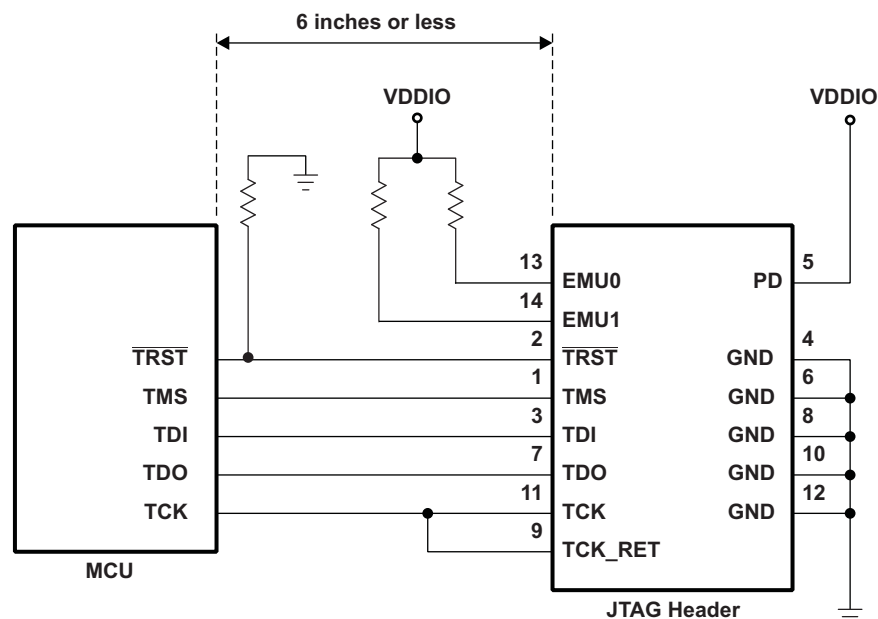 6 inches or less
VDDIO
VDDIO
13
EMU0
5
PD
14
EMU1
TRST
2
TRST
4
GND
TMS
1
TMS
6
GND
TDI
3
TDI
8
GND
TDO
7
TDO
10
GND
TCK
11
TCK
12
GND
9
TCK_RET
MCU
JTAG Header